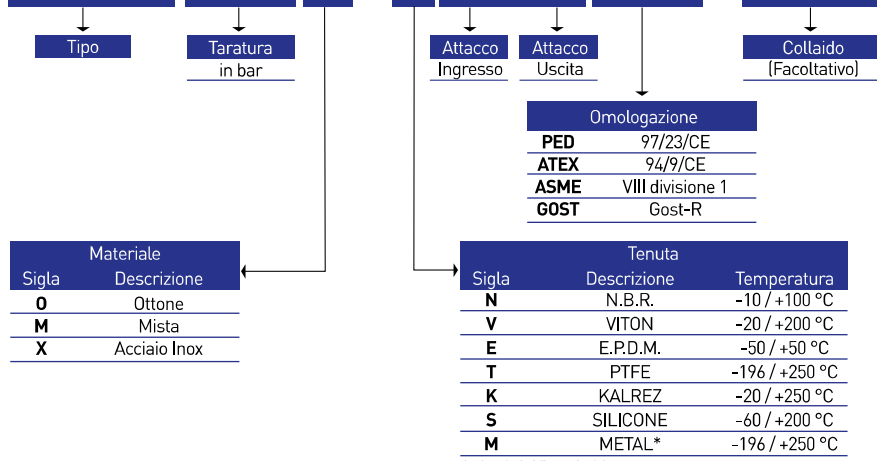 Tipo
Taratura
in bar
Attacco
Ingresso
Attacco
Uscita
Collaido
(Facoltativo)
Omologazione
PED 97/23/CE
ATEX 94/9/CE
ASME VIII divisione 1
GOST Gost-R
Materiale
Sigla Descrizione
O Ottone
M Mista
X Acciaio Inox
Tenuta
Sigla Descrizione Temperatura
N N.B.R. -10 / +100 °C
V VITON -20 / +200 °C
E E.P.D.M. -50 / +50 °C
T PTFE -196 / +250 °C
K KALREZ -20 / +250 °C
S SILICONE -60 / +200 °C
M METAL* -196 / +250 °C